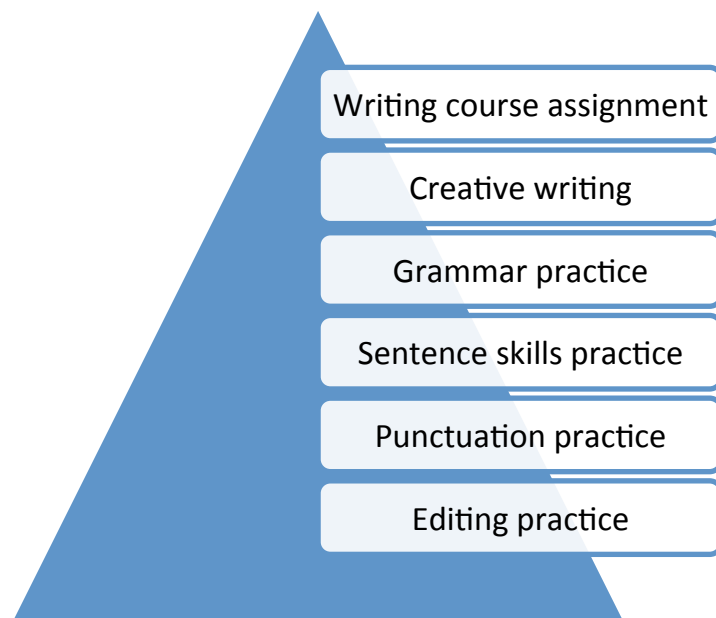 Writing course assignment
Creative writing
Grammar practice
Sentence skills practice
Punctuation practice
Editing practice